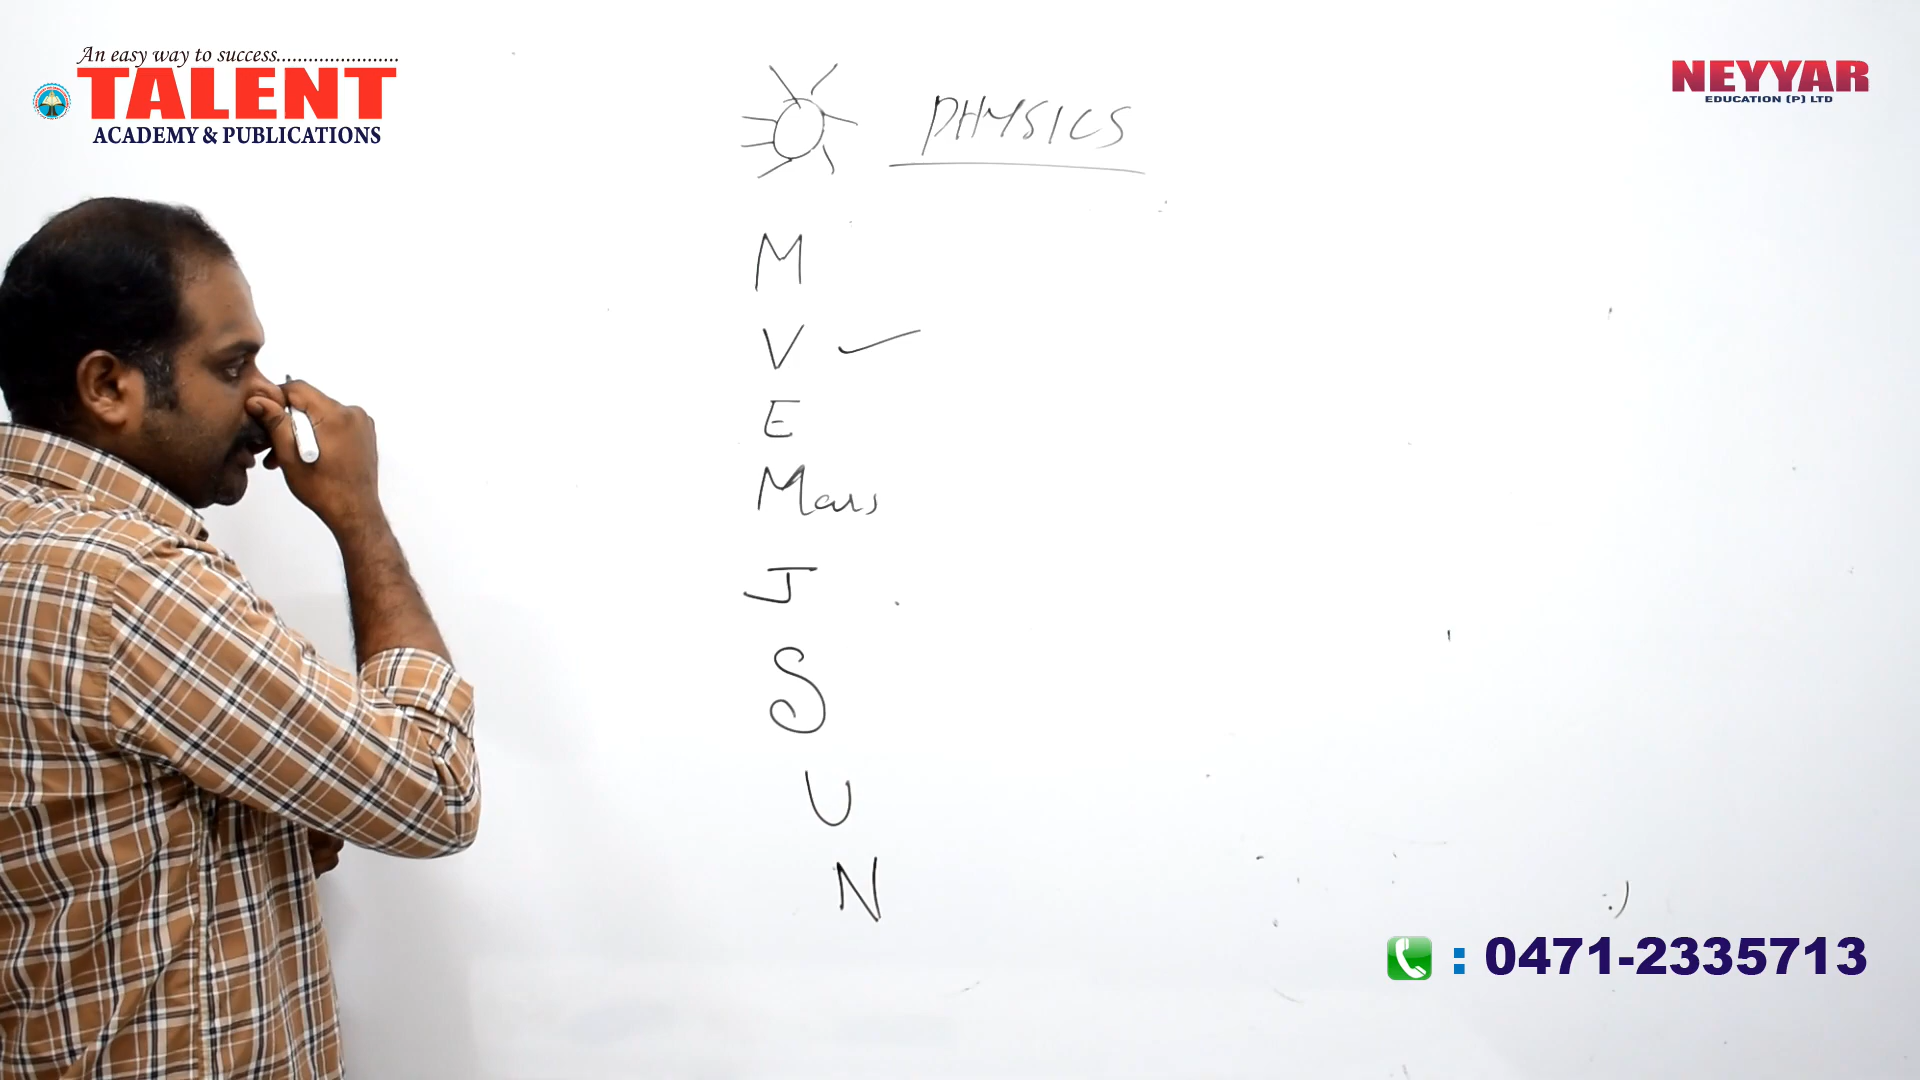 An easy way to success.......................
TALENT
ACADEMY & PUBLICATIONS
NEYYAR
EDUCATION (P) LTD
PHYSICS
M
V
E
Mars
J
S
U
N
: 0471-2335713